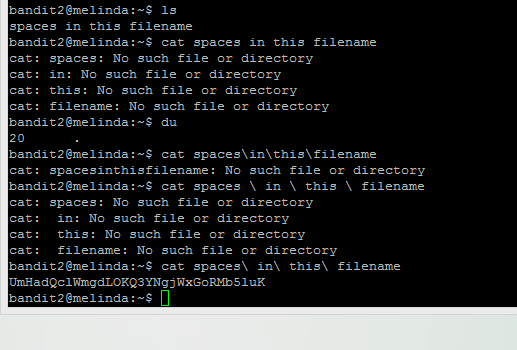 bandit2@melinda:~$ ls
spaces in this filename
bandit2@melinda:~$ cat spaces in this filename
cat: spaces: No such file or directory
cat: in: No such file or directory
cat: this: No such file or directory
cat: filename: No such file or directory
bandit2@melinda:~$ du
20      .
bandit2@melinda:~$ cat spaces\in\this\filename
cat: spacesinthisfilename: No such file or directory
bandit2@melinda:~$ cat spaces \ in \ this \ filename
cat: spaces: No such file or directory
cat:  in: No such file or directory
cat:  this: No such file or directory
cat:  filename: No such file or directory
bandit2@melinda:~$ cat spaces\ in\ this\ filename
UmHadQclWmgdLOKQ3YNgjWxGoRMb5luK
bandit2@melinda:~$